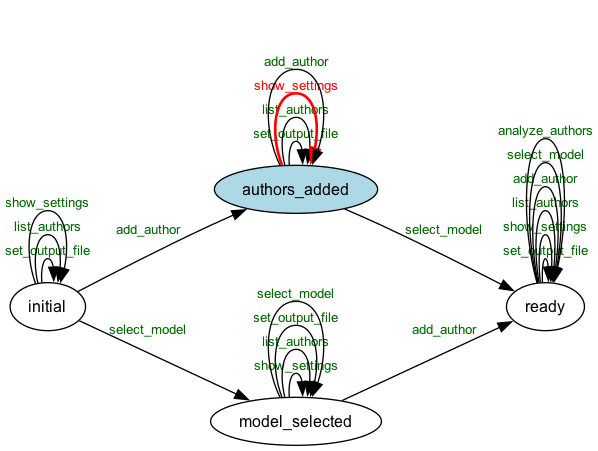 add_author
show_settings
list_authors
set_output_file
authors_added
analyze_authors
select_model
add_author
list_authors
show_settings
set_output_file
ready
show_settings
list_authors
set_output_file
initial
add_author
select_model
select_model
add_author
select_model
set_output_file
list_authors
show_settings
model_selected